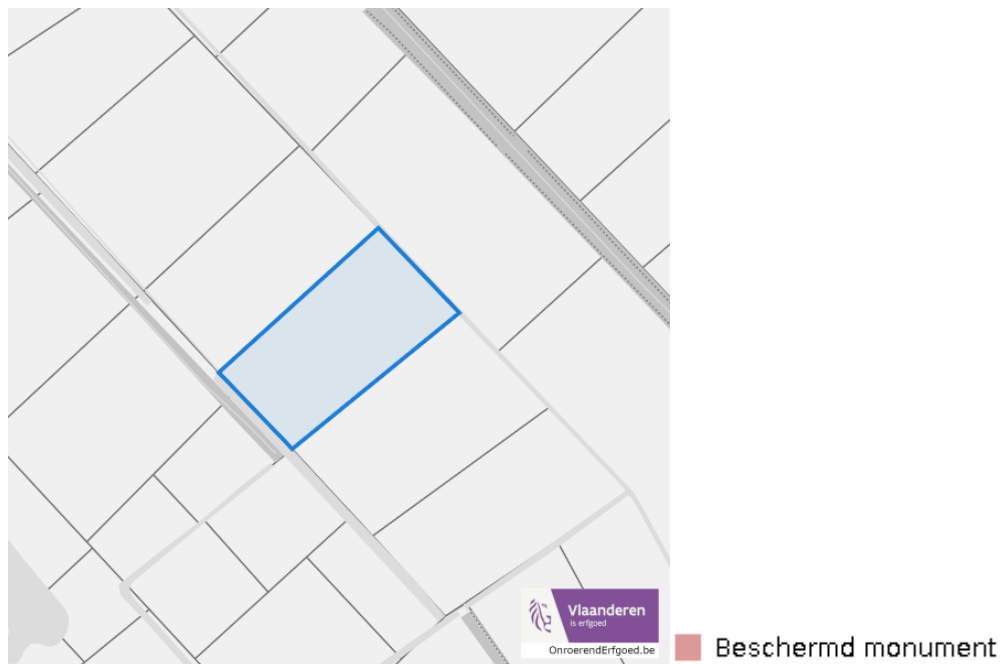 Vlaanderen
is erfgoed
OnroerendErfgoed.be
Beschermd monument